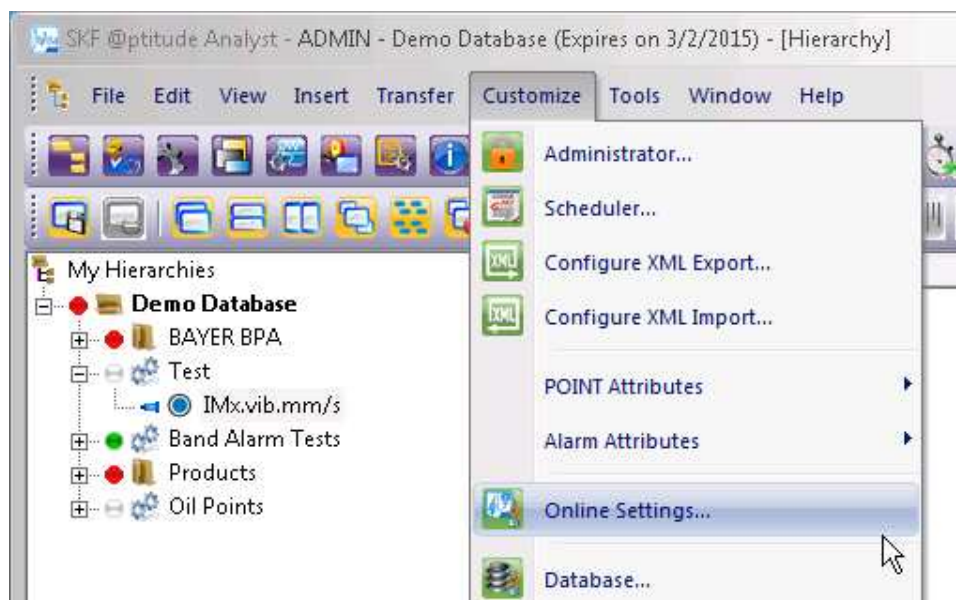 SKF @ptitude Analyst - ADMIN - Demo Database (Expires on 3/2/2015) - [Hierarchy]
File Edit View Insert Transfer Customize Tools Window Help
Administrator...
Scheduler...
XML Configure XML Export...
XML Configure XML Import...
POINT Attributes
Alarm Attributes
Online Settings...
Database...
My Hierarchies
Demo Database
BAYER BPA
Test
IMx.vib.mm/s
Band Alarm Tests
Products
Oil Points